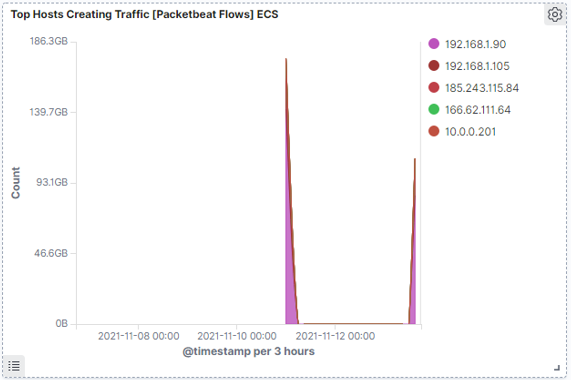 Top Hosts Creating Traffic [Packetbeat Flows] ECS
186.3GB
139.7GB
93.1GB
46.6GB
0B
Count
2021-11-08 00:00
2021-11-10 00:00
2021-11-12 00:00
@timestamp per 3 hours
192.168.1.90
192.168.1.105
185.243.115.84
166.62.111.64
10.0.0.201